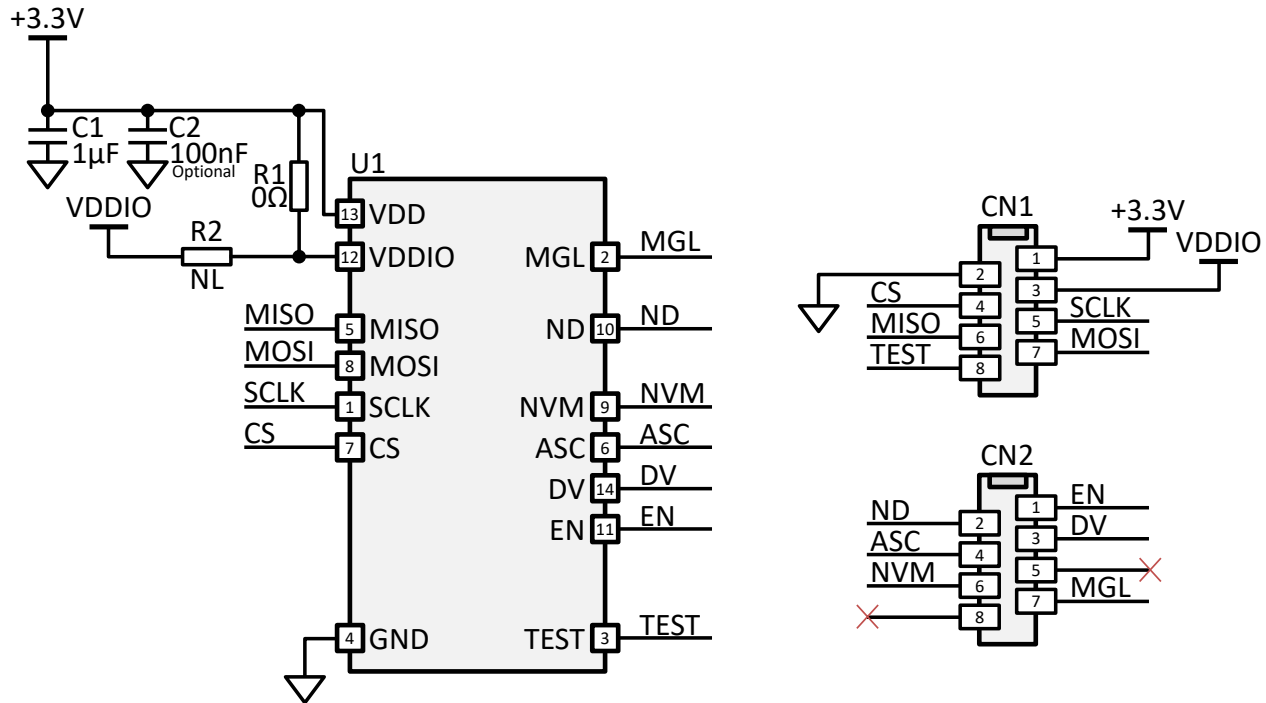 +3.3V
C1
1µF
C2
100nF
Optional
R1
0Ω
VDDIO
R2
NL
U1
13 VDD
12 VDDIO
MISO 5 MISO
MOSI 8 MOSI
SCLK 1 SCLK
CS 7 CS
4 GND
MGL 2 MGL
ND 10 ND
NVM 9 NVM
ASC 6 ASC
DV 14 DV
EN 11 EN
TEST 3 TEST
CN1
+3.3V
VDDIO
1
2
3
CS 4
5 SCLK
MISO 6
7 MOSI
TEST 8
CN2
1 EN
ND 2
3 DV
ASC 4
5
NVM 6
7 MGL
8